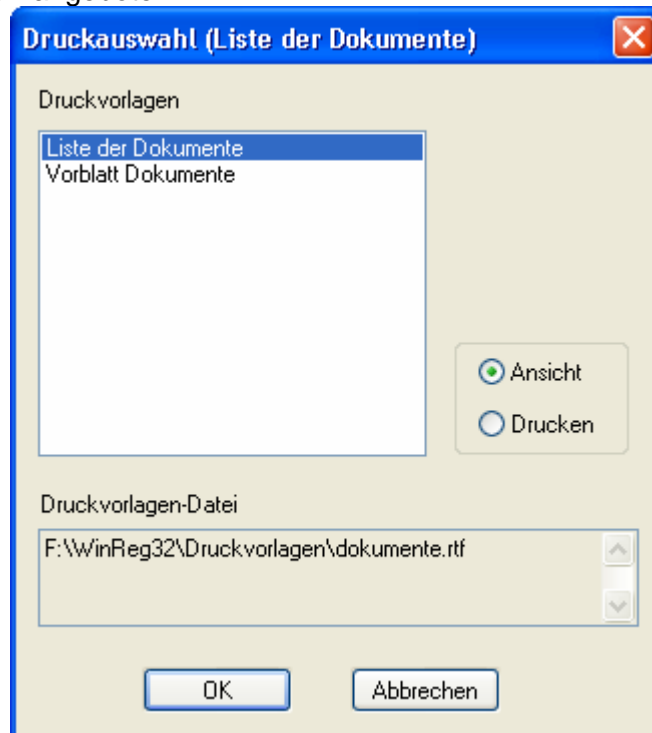 Druckauswahl (Liste der Dokumente)
Druckvorlagen
Liste der Dokumente
Vorblatt Dokumente
Ansicht
Drucken
Druckvorlagen-Datei
F:\WinReg32\Druckvorlagen\dokumente.rtf
OK
Abbrechen